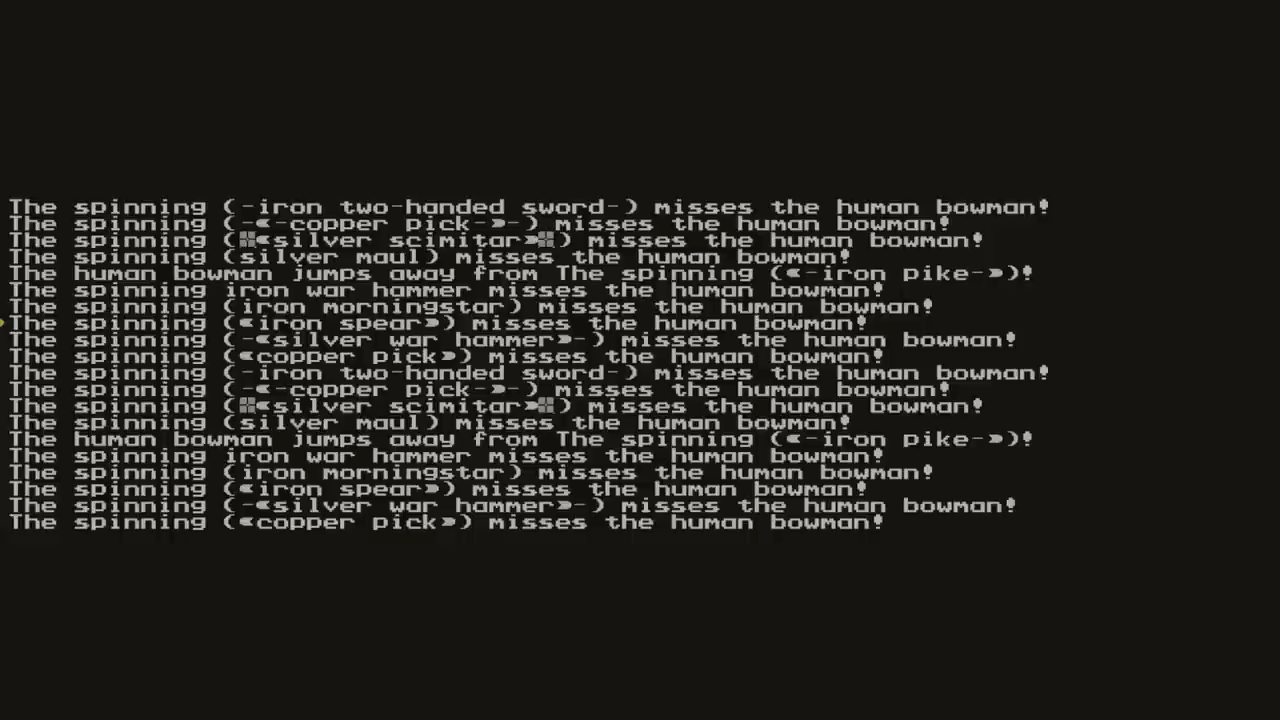 The spinning (-iron two-handed sword-) misses the human bowman!
The spinning (-«-copper pick-»-) misses the human bowman!
The spinning (☼«silver scimitar»☼) misses the human bowman!
The spinning (silver maul) misses the human bowman!
The human bowman jumps away from The spinning («-iron pike-»)!
The spinning iron war hammer misses the human bowman!
The spinning (iron morningstar) misses the human bowman!
The spinning («iron spear») misses the human bowman!
The spinning (-«silver war hammer»-) misses the human bowman!
The spinning («copper pick») misses the human bowman!
The spinning (-iron two-handed sword-) misses the human bowman!
The spinning (-«-copper pick-»-) misses the human bowman!
The spinning (☼«silver scimitar»☼) misses the human bowman!
The spinning (silver maul) misses the human bowman!
The human bowman jumps away from The spinning («-iron pike-»)!
The spinning iron war hammer misses the human bowman!
The spinning (iron morningstar) misses the human bowman!
The spinning («iron spear») misses the human bowman!
The spinning (-«silver war hammer»-) misses the human bowman!
The spinning («copper pick») misses the human bowman!